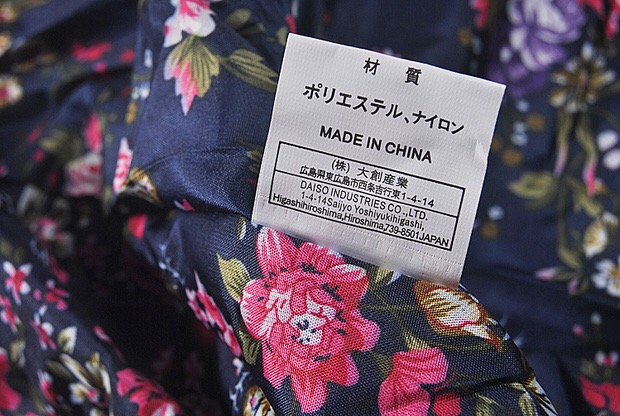 材質
ポリエステル、ナイロン
MADE IN CHINA
(株) 大創産業
広島県東広島市西条吉行東1-4-14
DAISO INDUSTRIES CO.,LTD.
1-4-14Saijyo Yoshiyukihigashi,
Higashihiroshima,Hiroshima,739-8501JAPAN